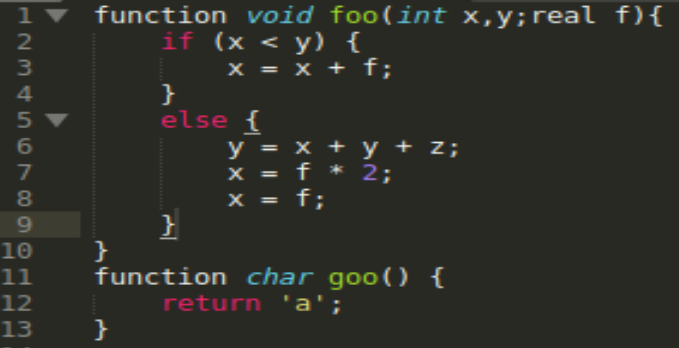 1 function void foo(int x,y;real f){
2 if (x < y) {
3 x = x + f;
4 }
5 else {
6 y = x + y + z;
7 x = f * 2;
8 x = f;
9 }
10 }
11 function char goo() {
12 return 'a';
13 }